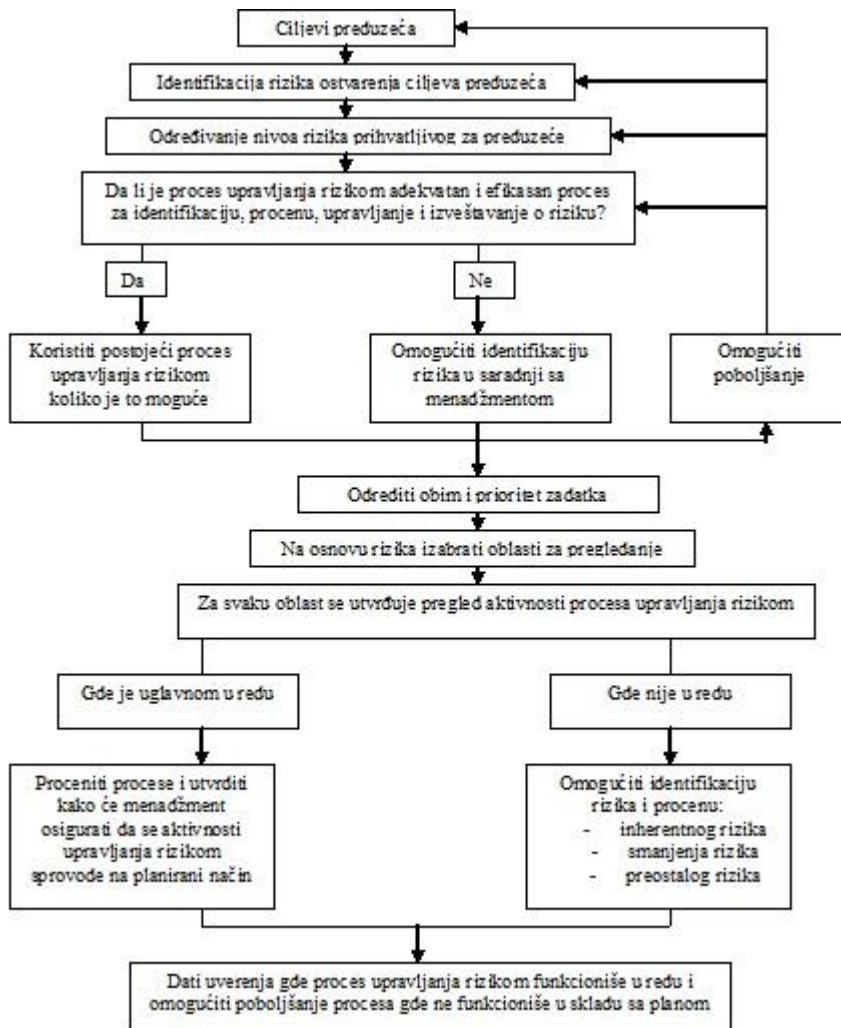 Ciljevi preduzeća
Identifikacija rizika ostvarenja ciljeva preduzeća
Određivanje nivoa rizika prihvatljivog za preduzeće
Da li je proces upravljanja rizikom adekvatan i efikasan proces
za identifikaciju, procenu, upravljanje i izveštavanje o riziku?
Da
Ne
Koristiti postojeći proces
upravljanja rizikom
koliko je to moguće
Omogućiti identifikaciju
rizika u saradnji sa
menadžmentom
Omogućiti
poboljšanje
Odrediti obim i prioritet zadatka
Na osnovu rizika izabrati oblasti za pregledanje
Za svaku oblast se utvrđuje pregled aktivnosti procesa upravljanja rizikom
Gde je uglavnom u redu
Gde nije u redu
Proceniti procese i utvrditi
kako će menadžment
osigurati da se aktivnosti
upravljanja rizikom
sprovode na planirani način
Omogućiti identifikaciju
rizika i procenu:
- inherentnog rizika
- smanjenja rizika
- preostalog rizika
Dati uverenja gde proces upravljanja rizikom funkcioniše u redu i
omogućiti poboljšanje procesa gde ne funkcioniše u skladu sa planom